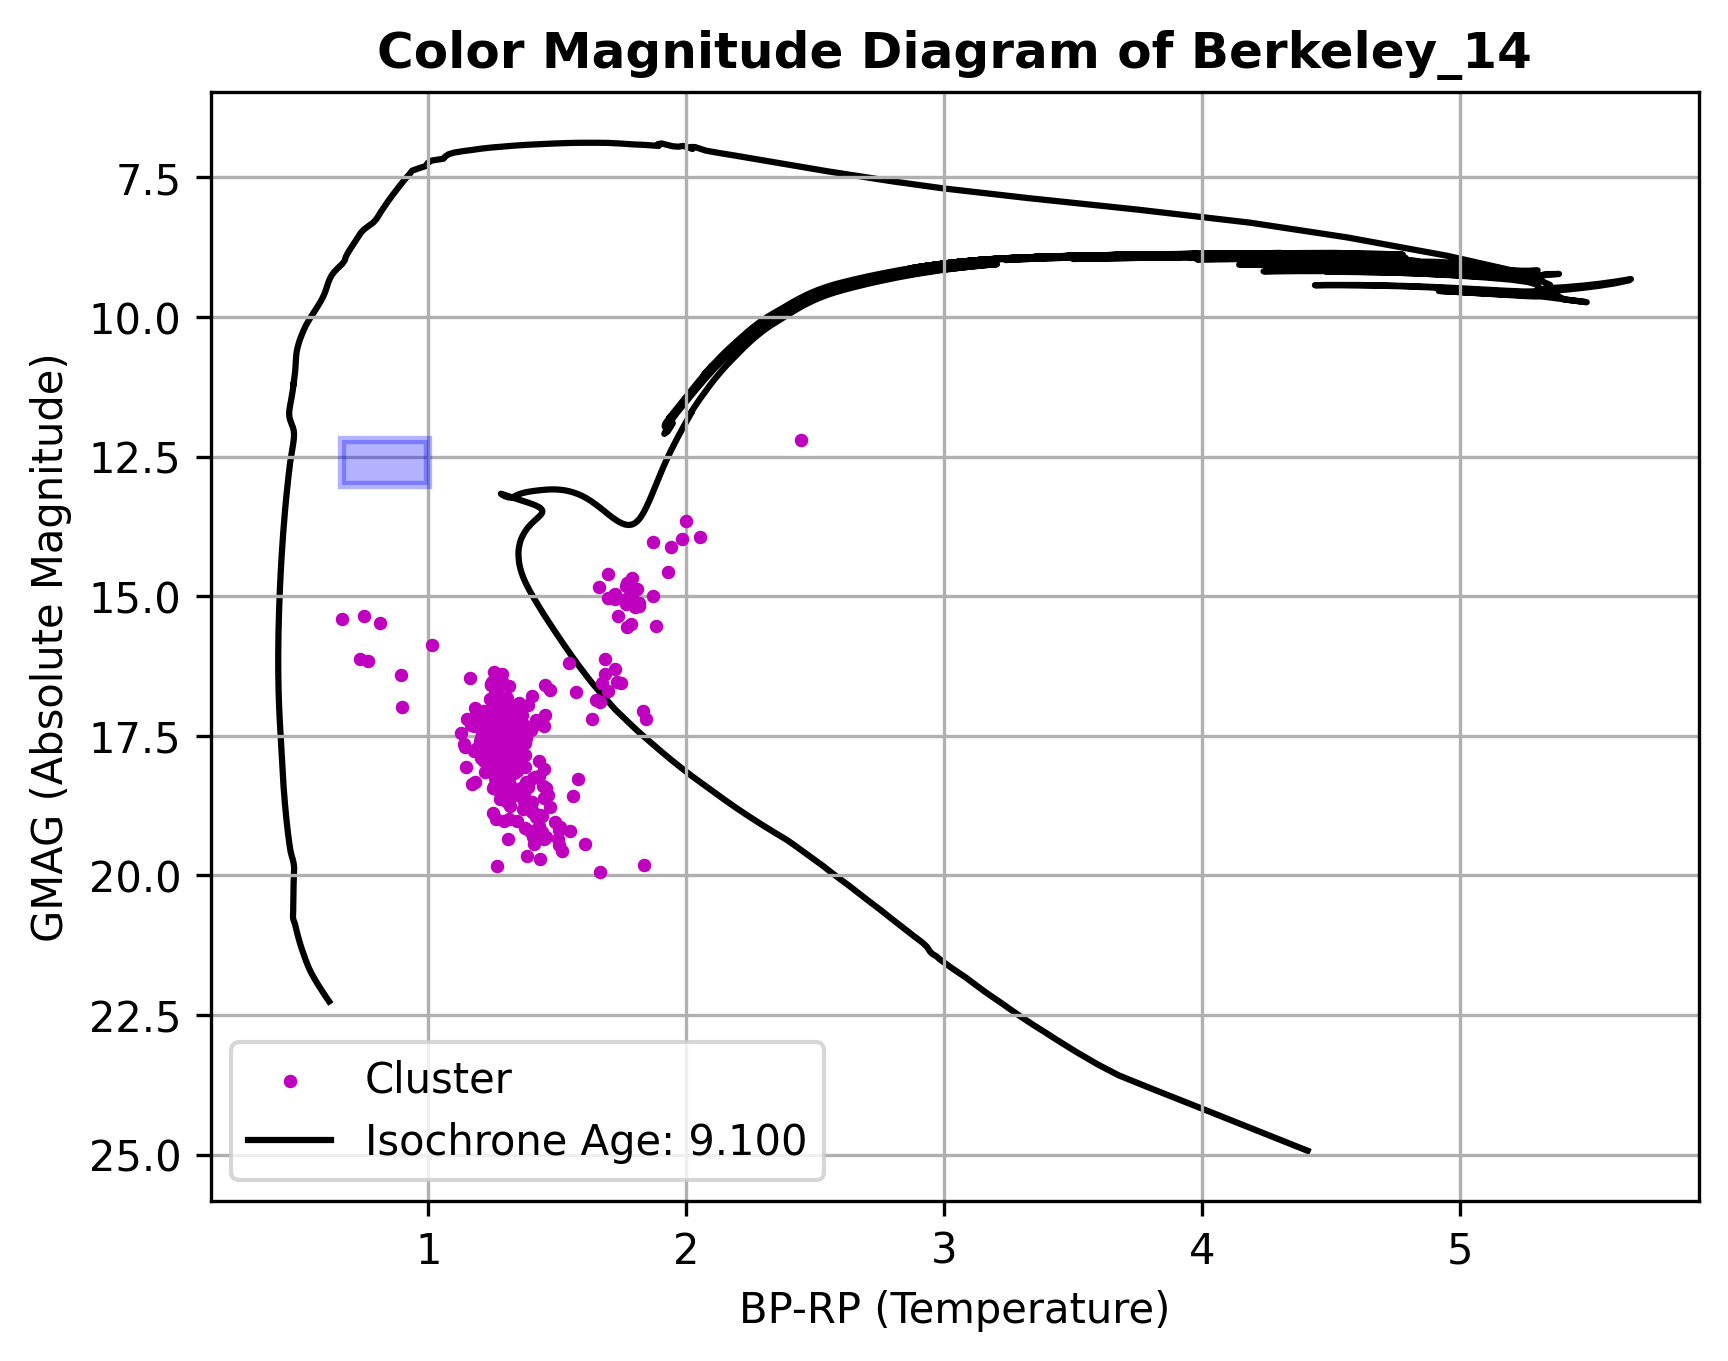 Color Magnitude Diagram of Berkeley_14
GMAG (Absolute Magnitude)
7.5
10.0
12.5
15.0
17.5
20.0
22.5
25.0
Cluster
Isochrone Age: 9.100
1 2 3 4 5
BP-RP (Temperature)